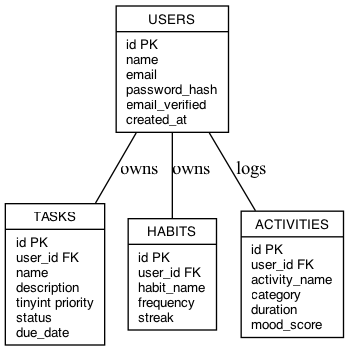 USERS
id PK
name
email
password_hash
email_verified
created_at
owns
owns
logs
TASKS
id PK
user_id FK
name
description
tinyint priority
status
due_date
HABITS
id PK
user_id FK
habit_name
frequency
streak
ACTIVITIES
id PK
user_id FK
activity_name
category
duration
mood_score